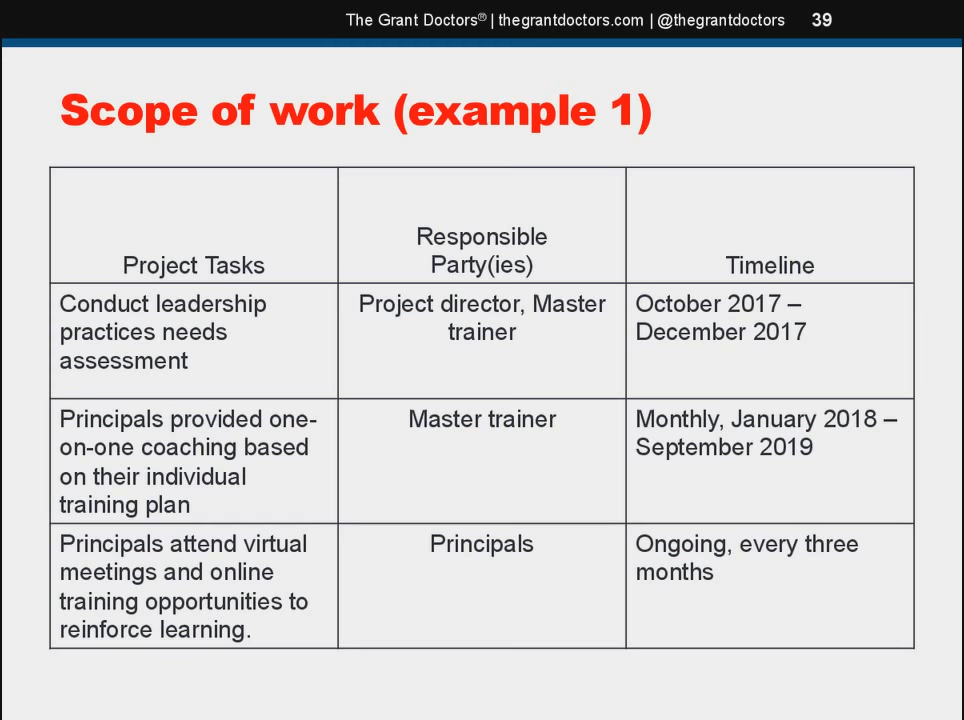 The Grant Doctors® | thegrantdoctors.com | @thegrantdoctors 39
Scope of work (example 1)
Project Tasks
Responsible
Party(ies)
Timeline
Conduct leadership
practices needs
assessment
Project director, Master
trainer
October 2017 –
December 2017
Principals provided one-
on-one coaching based
on their individual
training plan
Master trainer
Monthly, January 2018 –
September 2019
Principals attend virtual
meetings and online
training opportunities to
reinforce learning.
Principals
Ongoing, every three
months